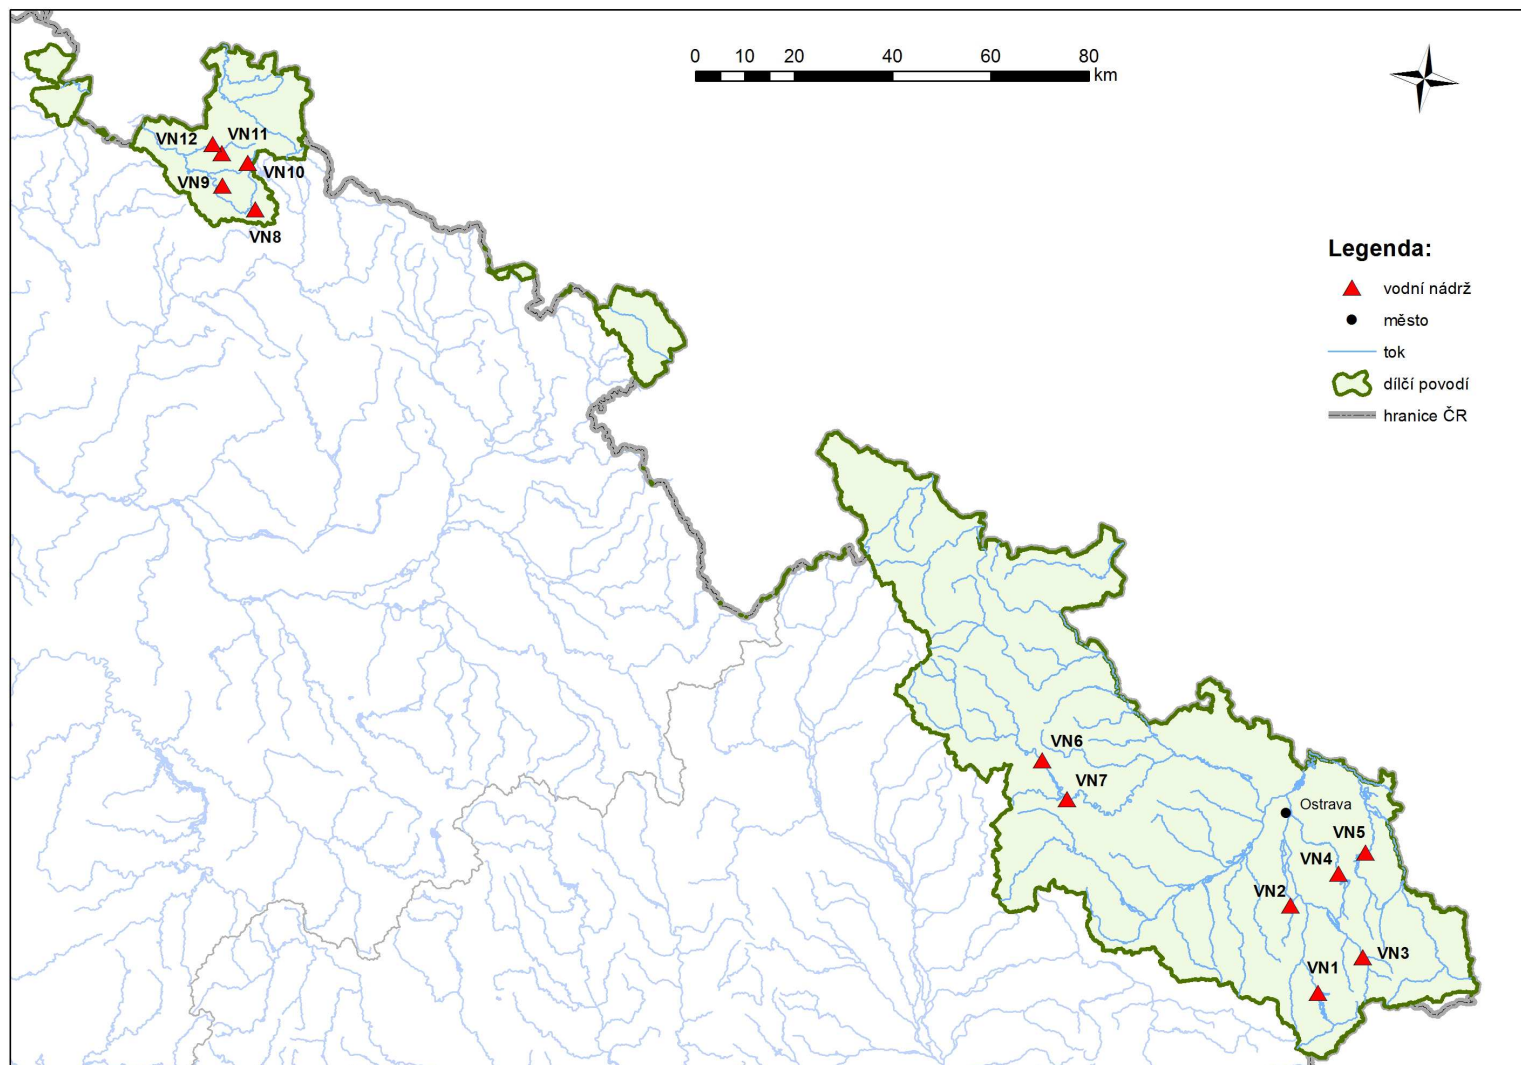 0 10 20 40 60 80
km
VN12
VN11
VN10
VN9
VN8
Legenda:
vodní nádrž
město
tok
dílčí povodí
hranice ČR
VN6
VN7
Ostrava
VN5
VN4
VN2
VN3
VN1